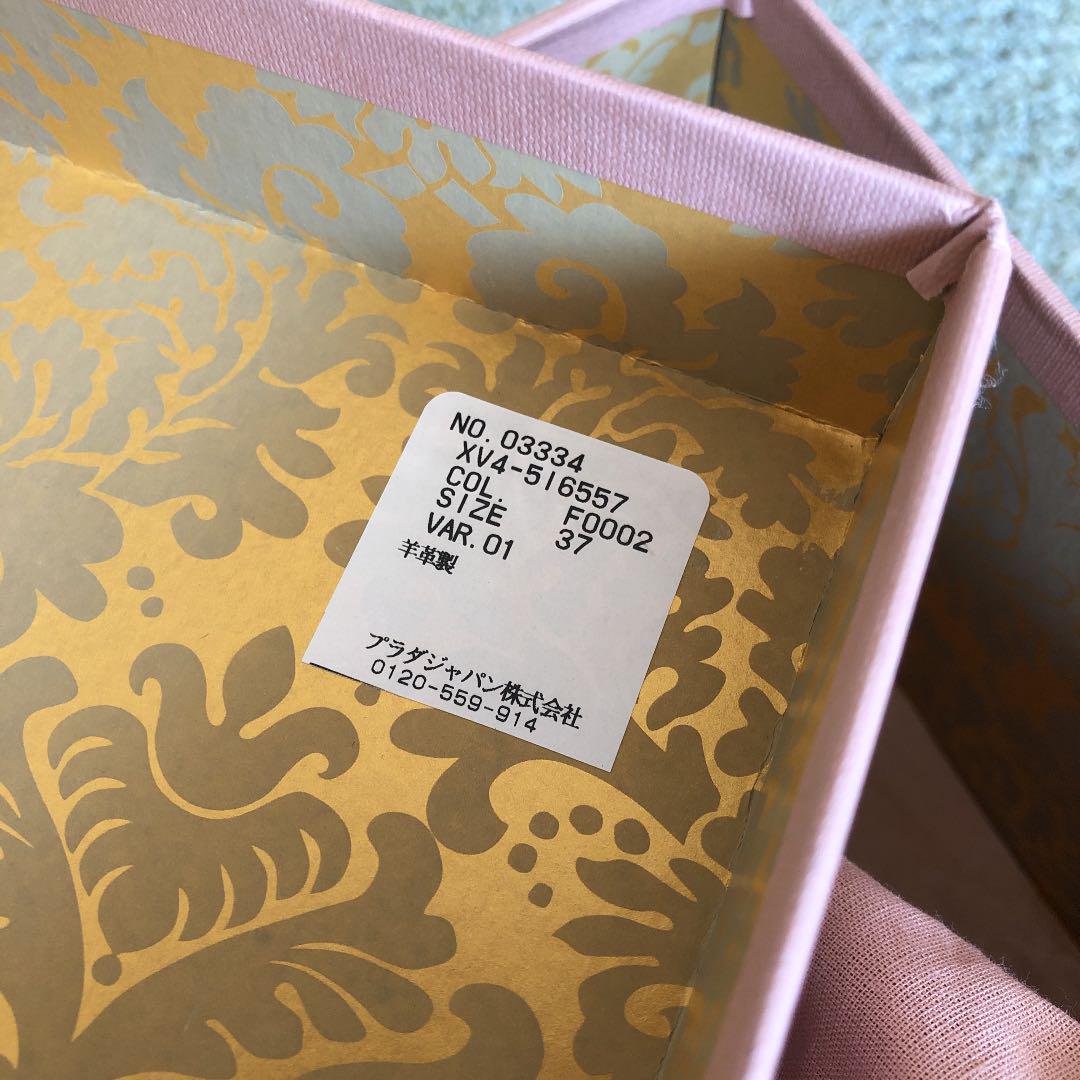 NO.03334
XV4-5I6557
COL. F0002
SIZE 37
VAR.01
羊革製
プラダジャパン株式会社
0120-559-914